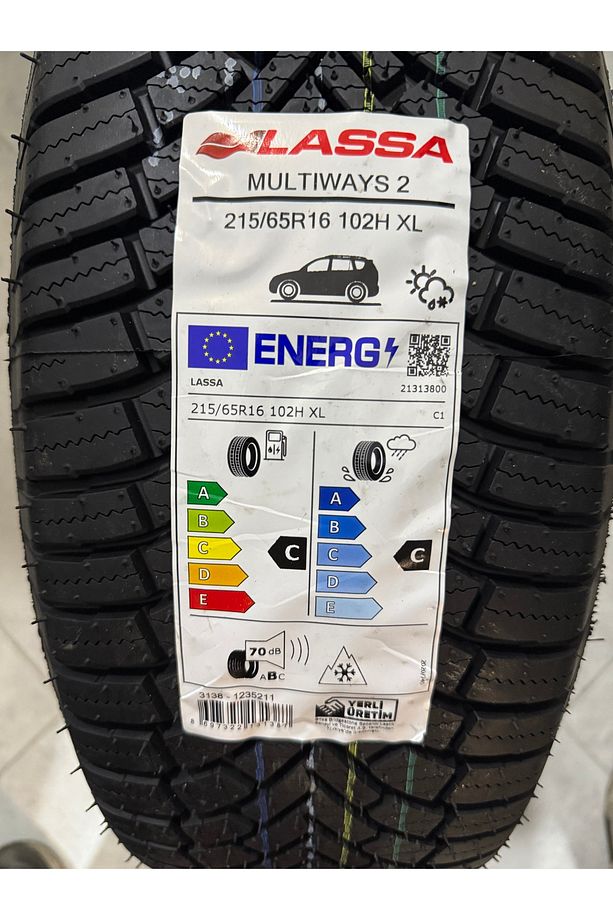 LASSA
MULTIWAYS 2
215/65R16 102H XL
ENERG
LASSA
21313800
215/65R16 102H XL
C1
A
B
C
D
E
C
A
B
C
D
E
C
70 dB
ABC
3138 - 1235211
YERLİ
ÜRETİM